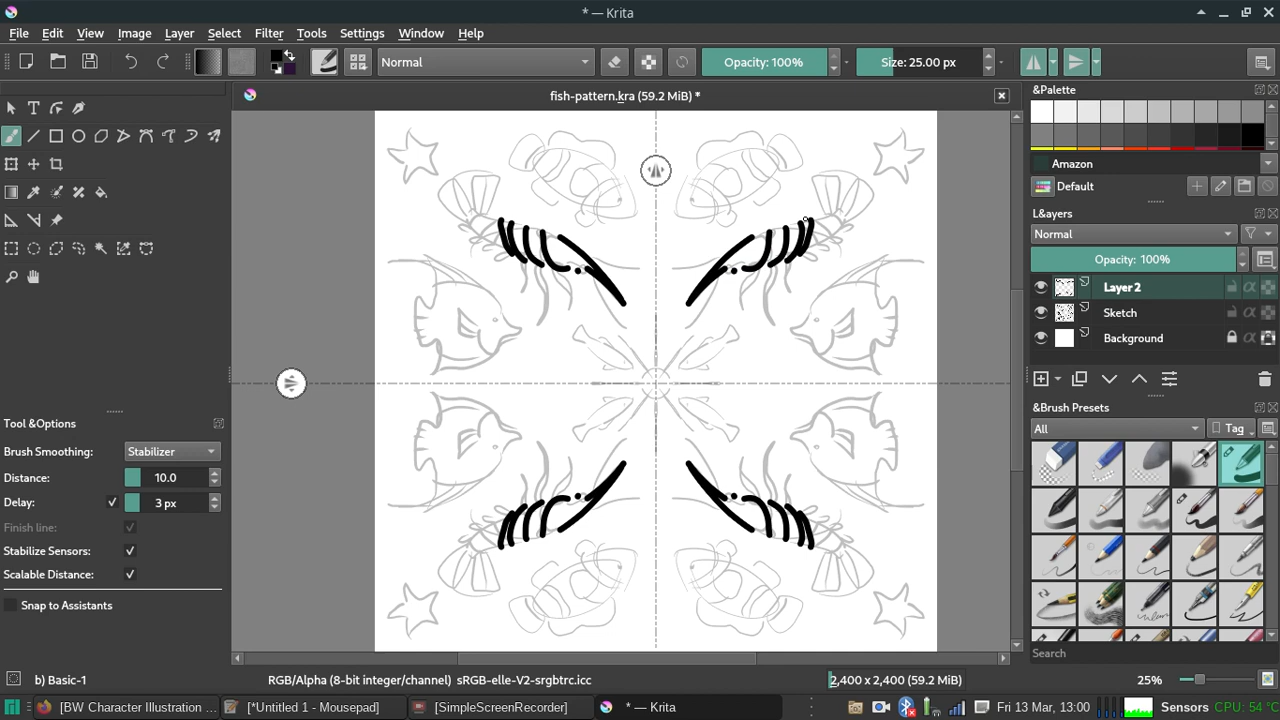 * — Krita
File Edit View Image Layer Select Filter Tools Settings Window Help
Normal
Opacity: 100%
Size: 25.00 px
fish-pattern.kra (59.2 MiB) *
&Palette
Amazon
Default
L&ayers
Normal
Opacity: 100%
Layer 2
Sketch
Background
&Brush Presets
All
Tag
Search
Tool &Options
Brush Smoothing: Stabilizer
Distance: 10.0
Delay: 3 px
Finish line:
Stabilize Sensors:
Scalable Distance:
Snap to Assistants
b) Basic-1
RGB/Alpha (8-bit integer/channel) sRGB-elle-V2-srgbtrc.icc
2,400 x 2,400 (59.2 MiB)
25%
[BW Character Illustration ...
[*Untitled 1 - Mousepad]
[SimpleScreenRecorder]
* — Krita
Fri 13 Mar, 13:00
Sensors CPU: 54 °C